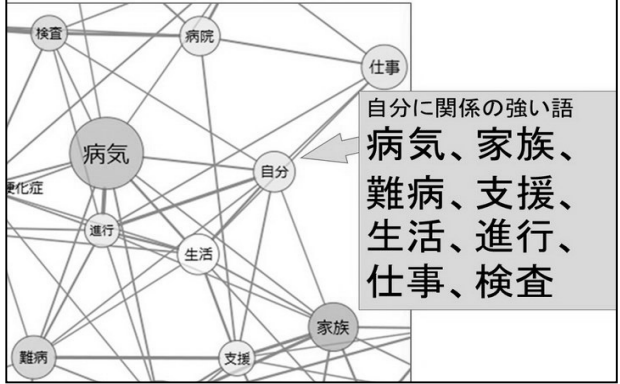 検査
病院
仕事
病気
自分
化症
進行
生活
家族
難病
支援
自分に関係の強い語
病気、家族、
難病、支援、
生活、進行、
仕事、検査